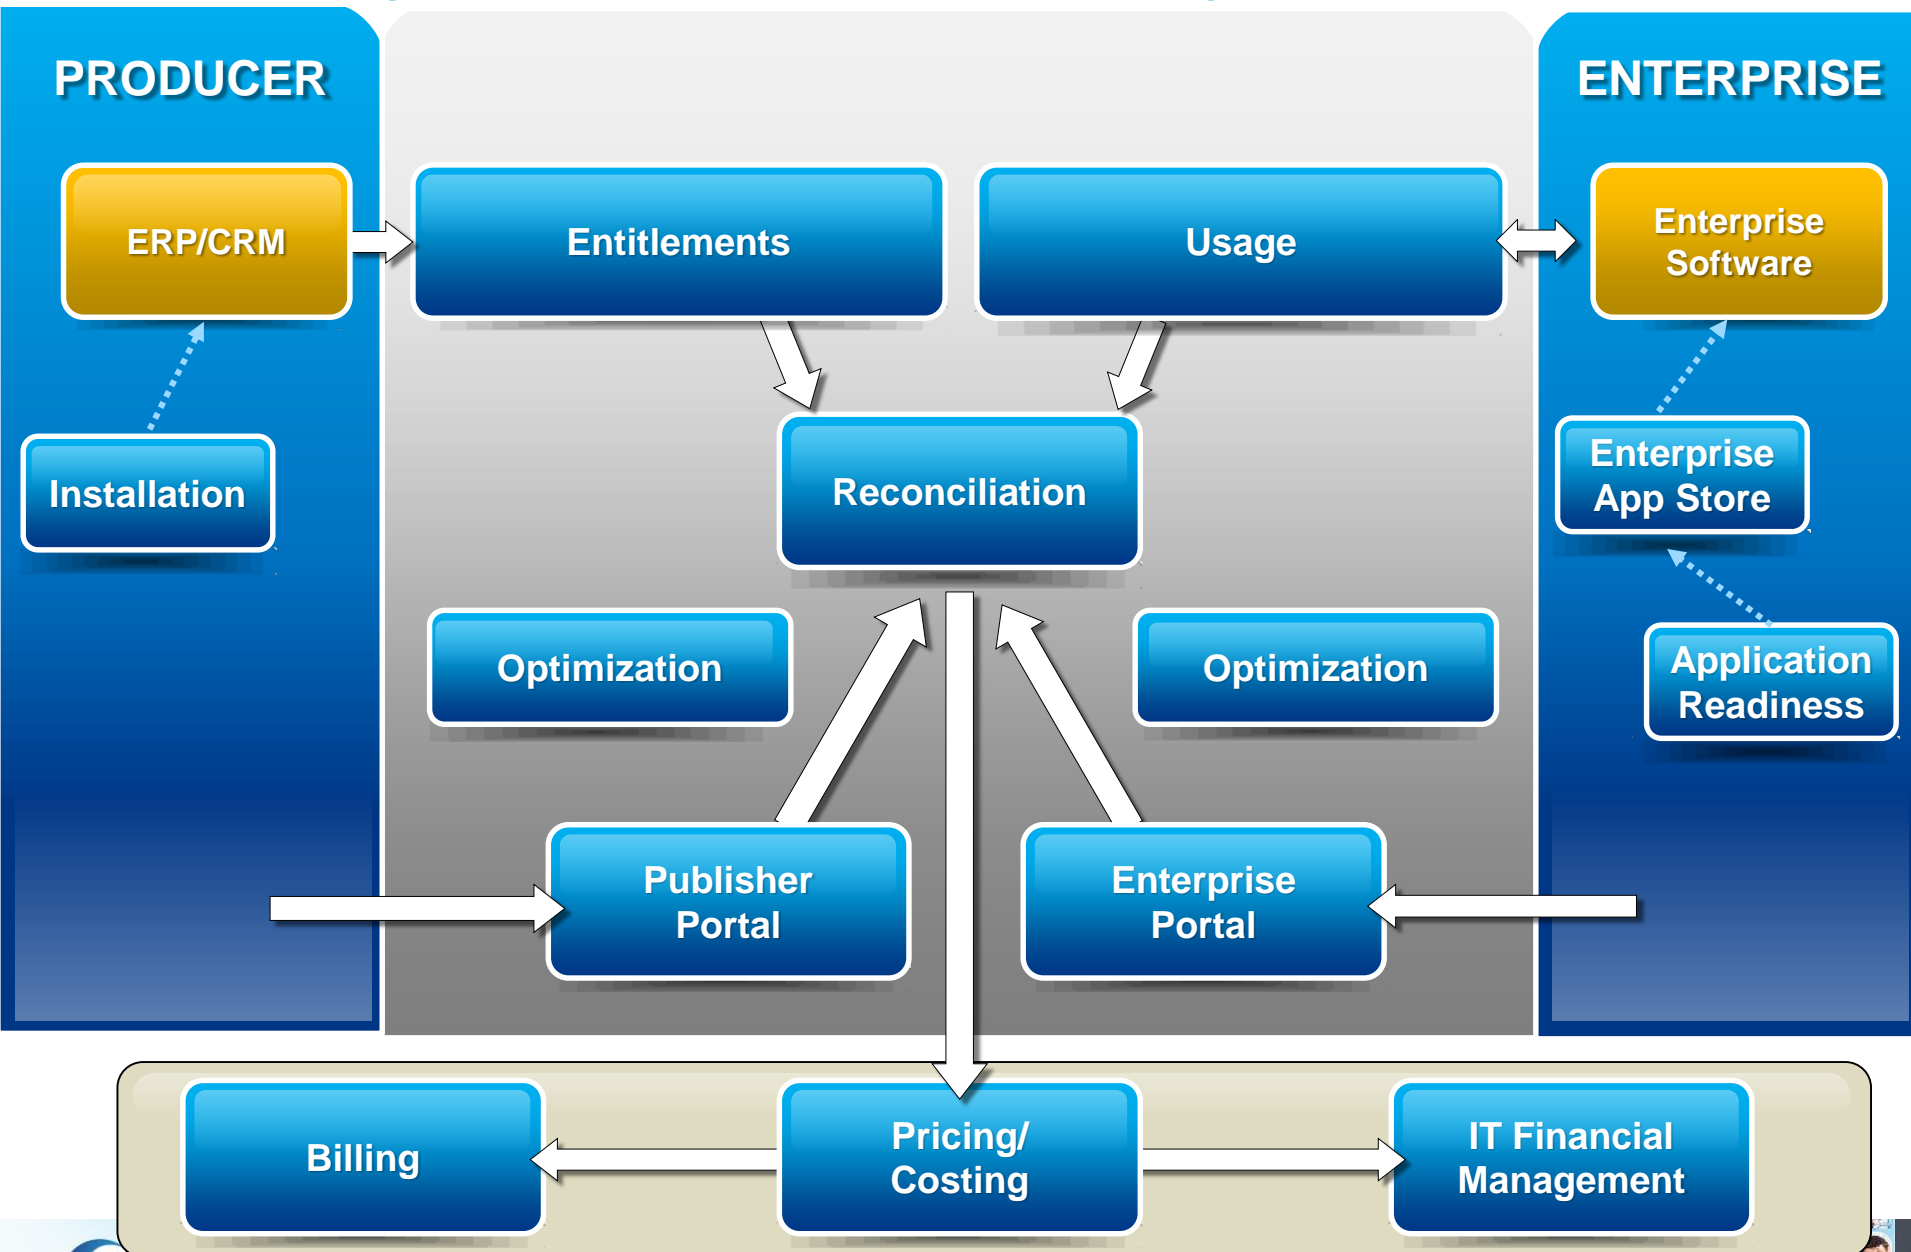 PRODUCER
ENTERPRISE
ERP/CRM
Entitlements
Usage
Enterprise
Software
Installation
Reconciliation
Enterprise
App Store
Optimization
Optimization
Application
Readiness
Publisher
Portal
Enterprise
Portal
Billing
Pricing/
Costing
IT Financial
Management